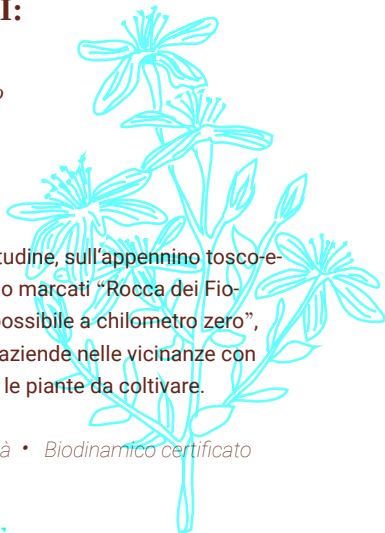 I:
o
tudine, sull’appennino tosco-e-
o marcati “Rocca dei Fio-
possibile a chilometro zero”,
aziende nelle vicinanze con
le piante da coltivare.
à • Biodinamico certificato